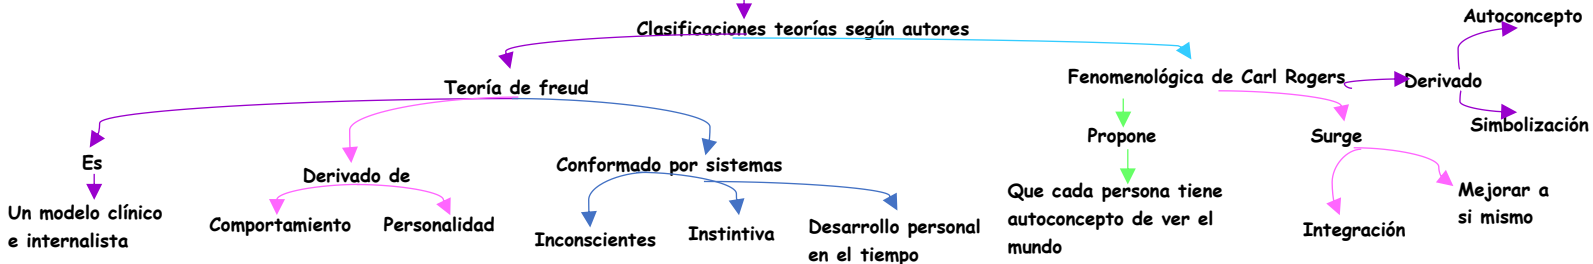 Clasificaciones teorías según autores
Teoría de freud
Es
Un modelo clínico
e internalista
Derivado de
Comportamiento
Personalidad
Conformado por sistemas
Inconscientes
Instintiva
Desarrollo personal
en el tiempo
Fenomenológica de Carl Rogers
Propone
Que cada persona tiene
autoconcepto de ver el
mundo
Surge
Integración
Mejorar a
si mismo
Derivado
Autoconcepto
Simbolización